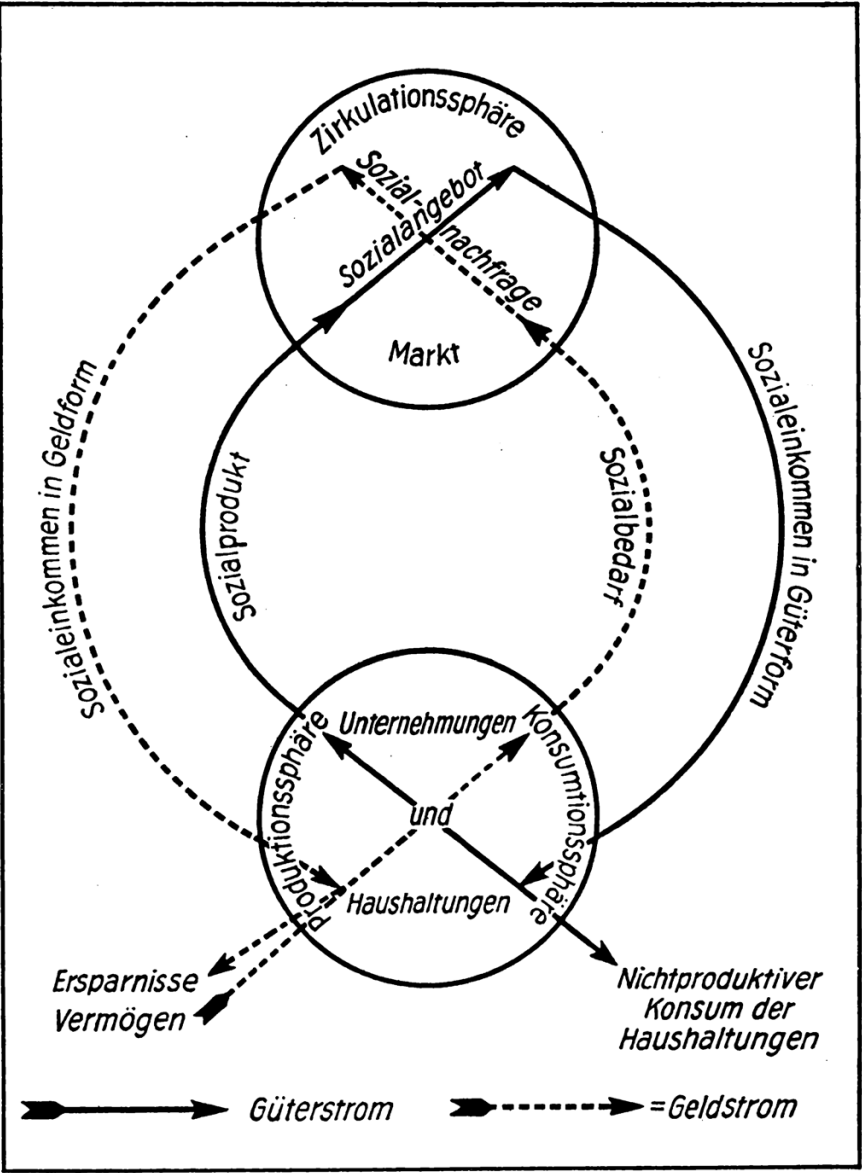 Zirkulationssphäre
Sozial-
nachfrage
Sozialangebot
Markt
Sozialeinkommen in Geldform
Sozialprodukt
Sozialbedarf
Sozialeinkommen in Güterform
Produktionssphäre
Unternehmungen
und
Haushaltungen
Konsumtionssphäre
Ersparnisse
Vermögen
Nichtproduktiver
Konsum der
Haushaltungen
Güterstrom
=Geldstrom